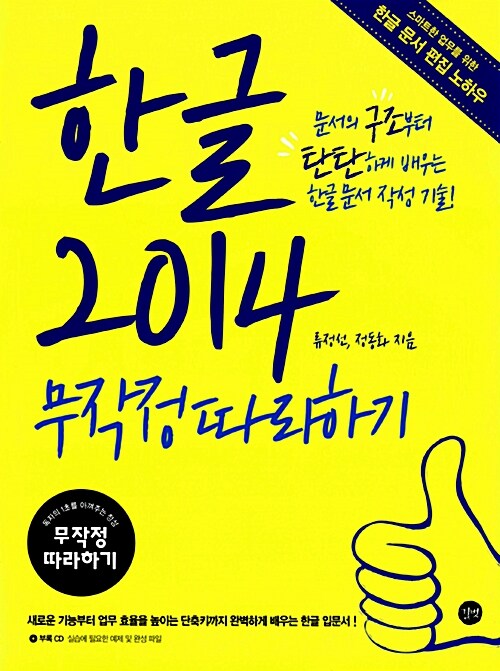 스마트한 업무를 위한
한글 문서 편집 노하우
한글
문서의 구조부터
탄탄하게 배우는
한글 문서 작성 기술!
2014
류정선, 정동화 지음
무작정 따라하기
독자의 1초를 아껴주는 정성
무작정
따라하기
길벗
새로운 기능부터 업무 효율을 높이는 단축키까지 완벽하게 배우는 한글 입문서!
부록 CD 실습에 필요한 예제 및 완성 파일